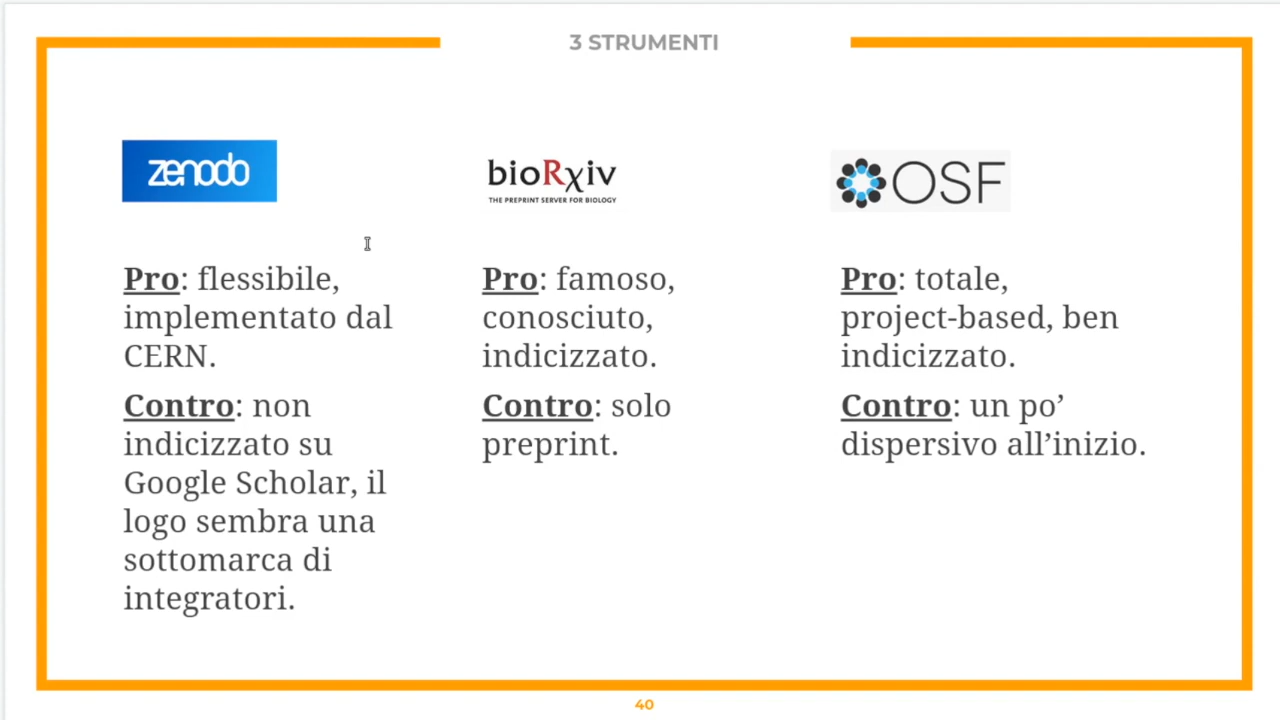 3 STRUMENTI
zenodo
Pro: flessibile,
implementato dal
CERN.
Contro: non
indicizzato su
Google Scholar, il
logo sembra una
sottomarca di
integratori.
bioRχiv
THE PREPRINT SERVER FOR BIOLOGY
Pro: famoso,
conosciuto,
indicizzato.
Contro: solo
preprint.
OSF
Pro: totale,
project-based, ben
indicizzato.
Contro: un po’
dispersivo all’inizio.
40